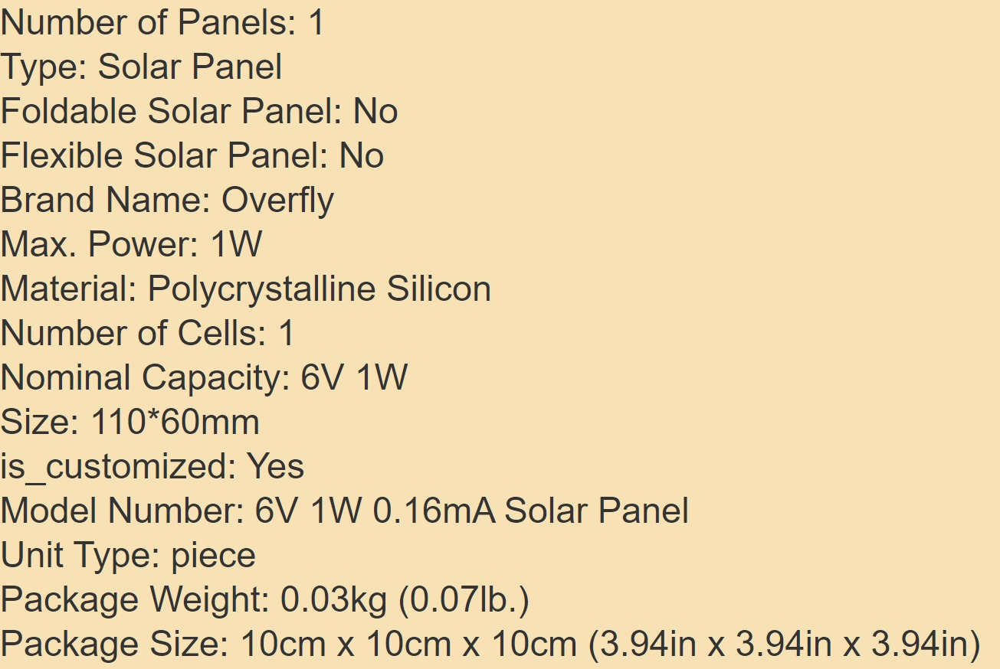 Number of Panels: 1
Type: Solar Panel
Foldable Solar Panel: No
Flexible Solar Panel: No
Brand Name: Overfly
Max. Power: 1W
Material: Polycrystalline Silicon
Number of Cells: 1
Nominal Capacity: 6V 1W
Size: 110*60mm
is_customized: Yes
Model Number: 6V 1W 0.16mA Solar Panel
Unit Type: piece
Package Weight: 0.03kg (0.07lb.)
Package Size: 10cm x 10cm x 10cm (3.94in x 3.94in x 3.94in)